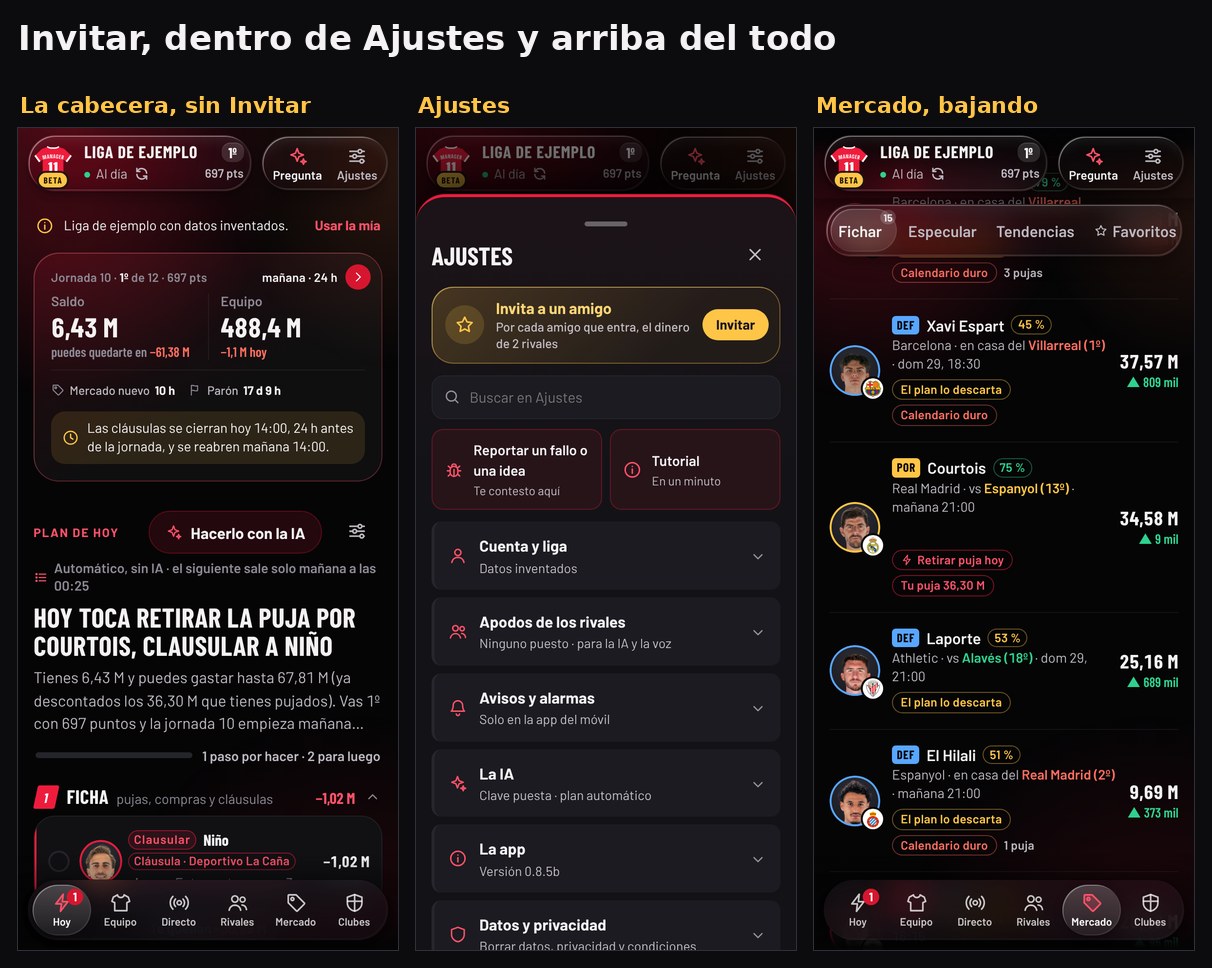 Invitar, dentro de Ajustes y arriba del todo
La cabecera, sin Invitar
MANAGER
11
BETA
LIGA DE EJEMPLO
1º
Al día
697 pts
Pregunta
Ajustes
Liga de ejemplo con datos inventados.
Usar la mía
Jornada 10 · 1º de 12 · 697 pts
mañana · 24 h
Saldo
6,43 M
puedes quedarte en −61,38 M
Equipo
488,4 M
−1,1 M hoy
Mercado nuevo 10 h
Parón 17 d 9 h
Las cláusulas se cierran hoy 14:00, 24 h antes
de la jornada, y se reabren mañana 14:00.
PLAN DE HOY
Hacerlo con la IA
Automático, sin IA · el siguiente sale solo mañana a las
00:25
HOY TOCA RETIRAR LA PUJA POR
COURTOIS, CLAUSULAR A NIÑO
Tienes 6,43 M y puedes gastar hasta 67,81 M (ya
descontados los 36,30 M que tienes pujados). Vas 1º
con 697 puntos y la jornada 10 empieza mañana...
1 paso por hacer · 2 para luego
1
FICHA
pujas, compras y cláusulas
−1,02 M
Clausular
Niño
Cláusula · Deportivo La Caña
−1,02 M
Hoy
1
Equipo
Directo
Rivales
Mercado
Clubes
Ajustes
MANAGER
11
BETA
LIGA DE EJEMPLO
1º
Al día
697 pts
Pregunta
Ajustes
AJUSTES
Invita a un amigo
Por cada amigo que entra, el dinero
de 2 rivales
Invitar
Buscar en Ajustes
Reportar un fallo o
una idea
Te contesto aquí
Tutorial
En un minuto
Cuenta y liga
Datos inventados
Apodos de los rivales
Ninguno puesto · para la IA y la voz
Avisos y alarmas
Solo en la app del móvil
La IA
Clave puesta · plan automático
La app
Versión 0.8.5b
Datos y privacidad
Borrar datos, privacidad y condiciones
Mercado, bajando
MANAGER
11
BETA
LIGA DE EJEMPLO
1º
Al día
697 pts
Pregunta
Ajustes
Barcelona · en casa del Villarreal
Fichar
15
Especular
Tendencias
Favoritos
Calendario duro
3 pujas
DEF
Xavi Espart
45 %
Barcelona · en casa del Villarreal (1º)
· dom 29, 18:30
El plan lo descarta
Calendario duro
37,57 M
809 mil
POR
Courtois
75 %
Real Madrid · vs Espanyol (13º) ·
mañana 21:00
Retirar puja hoy
Tu puja 36,30 M
34,58 M
9 mil
DEF
Laporte
53 %
Athletic · vs Alavés (18º) · dom 29,
21:00
El plan lo descarta
25,16 M
689 mil
DEF
El Hilali
51 %
Espanyol · en casa del Real Madrid (2º)
· mañana 21:00
El plan lo descarta
Calendario duro
1 puja
9,69 M
373 mil
Hoy
1
Equipo
Directo
Rivales
Mercado
Clubes